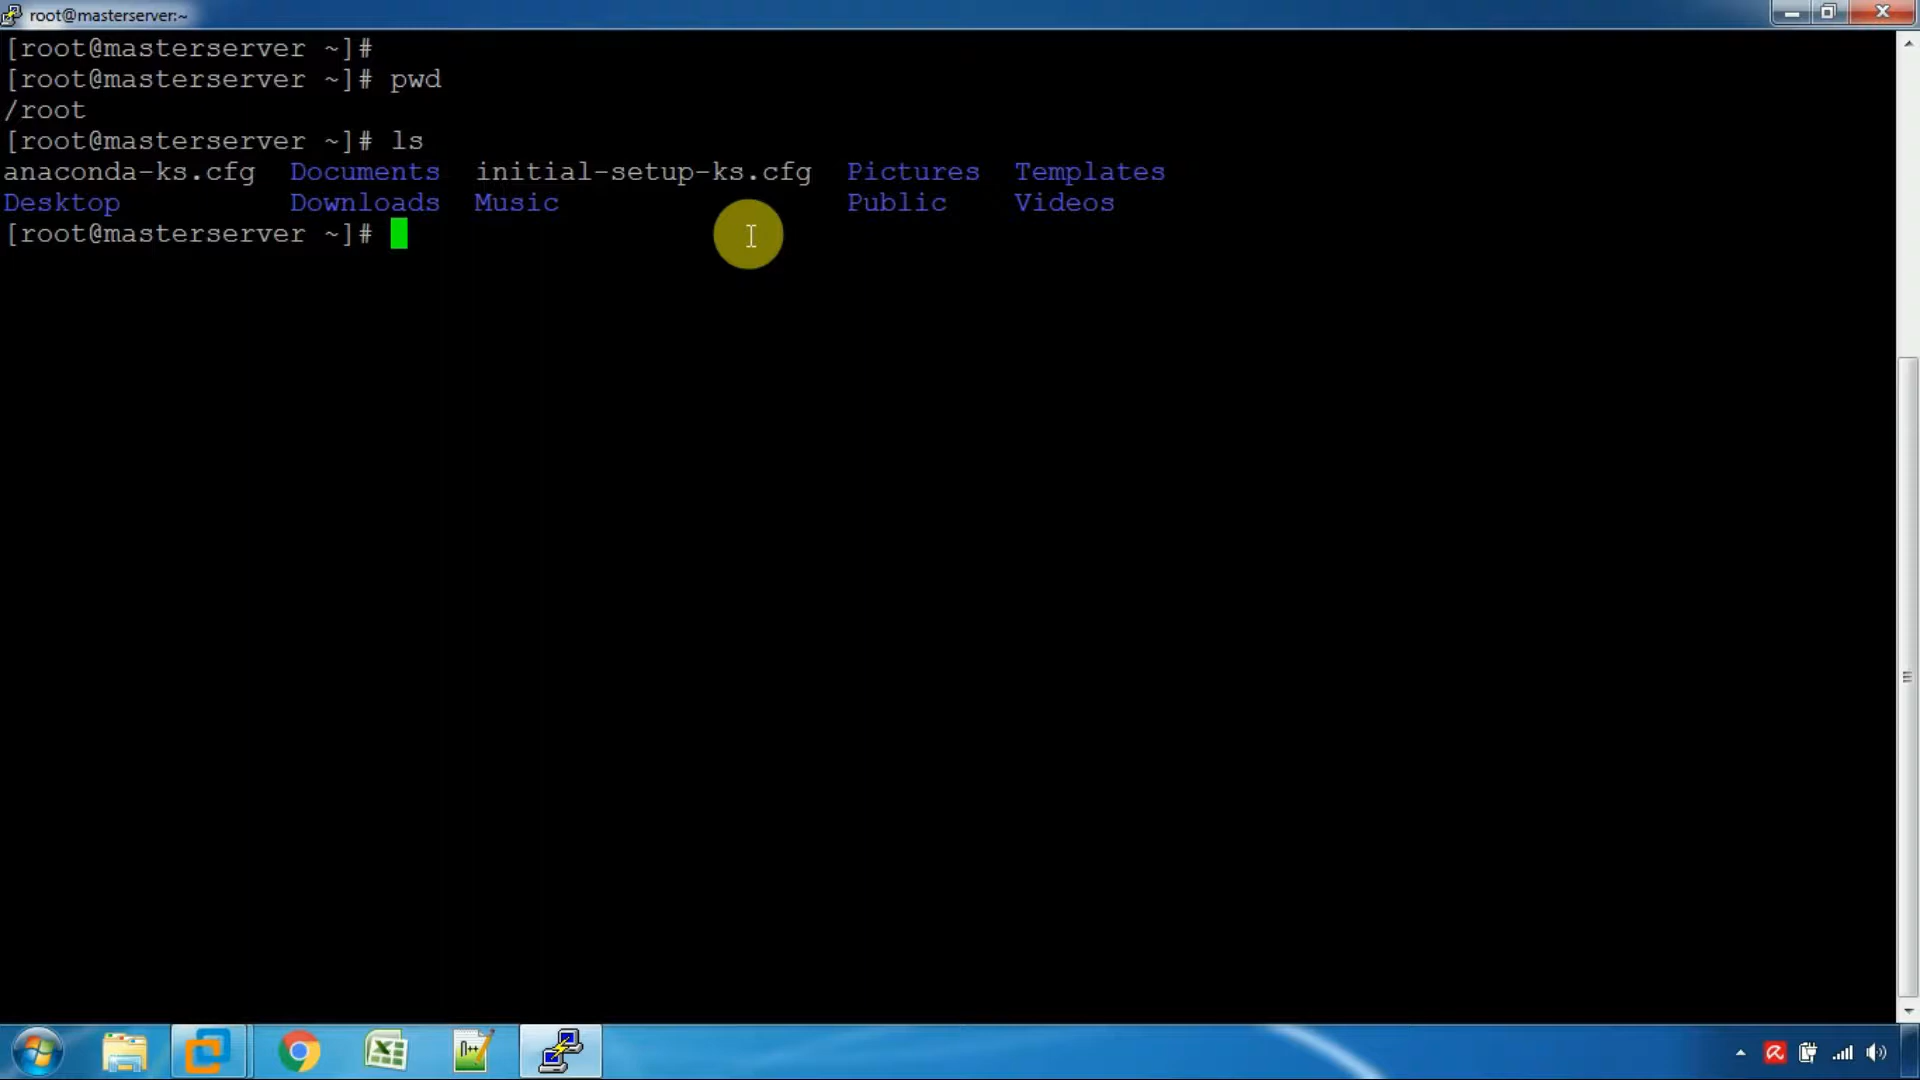 root@masterserver:~
[root@masterserver ~]#
[root@masterserver ~]# pwd
/root
[root@masterserver ~]# ls
anaconda-ks.cfg  Documents  initial-setup-ks.cfg  Pictures  Templates
Desktop          Downloads  Music                 Public    Videos
[root@masterserver ~]#